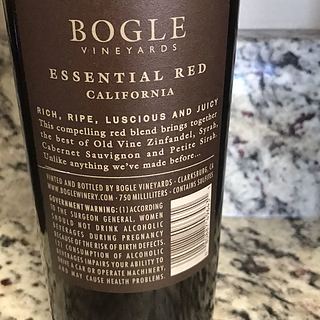 BOGLE
VINEYARDS
ESSENTIAL RED
CALIFORNIA
RICH, RIPE, LUSCIOUS AND JUICY
This compelling red blend brings together
the best of Old Vine Zinfandel, Syrah,
Cabernet Sauvignon and Petite Sirah.
Unlike anything we've made before...
VINTED AND BOTTLED BY BOGLE VINEYARDS - CLARKSBURG, CA
WWW.BOGLEWINERY.COM - 750 MILLILITERS - CONTAINS SULFITES
GOVERNMENT WARNING: (1) ACCORDING
TO THE SURGEON GENERAL, WOMEN
SHOULD NOT DRINK ALCOHOLIC
BEVERAGES DURING PREGNANCY
BECAUSE OF THE RISK OF BIRTH DEFECTS.
(2) CONSUMPTION OF ALCOHOLIC
BEVERAGES IMPAIRS YOUR ABILITY TO
DRIVE A CAR OR OPERATE MACHINERY,
AND MAY CAUSE HEALTH PROBLEMS.